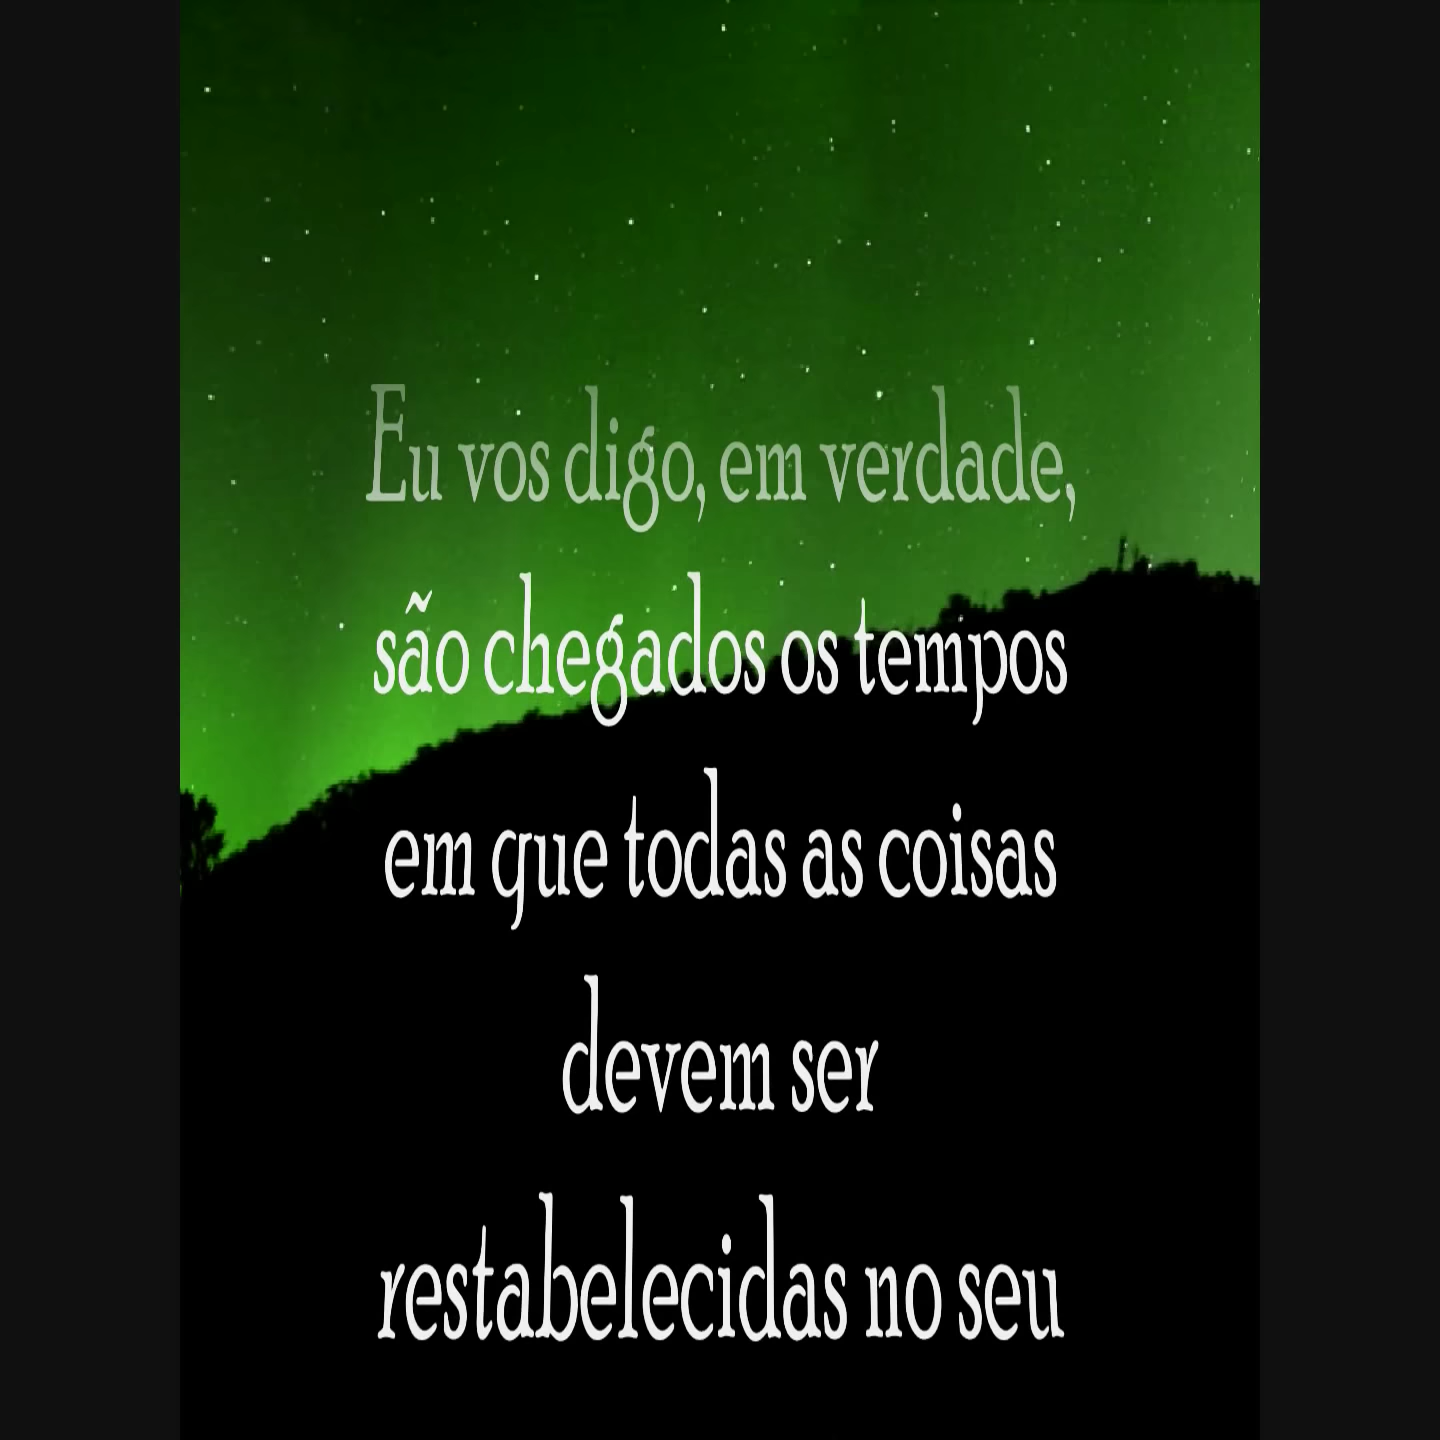 Eu vos digo, em verdade,
são chegados os tempos
em que todas as coisas
devem ser
restabelecidas no seu